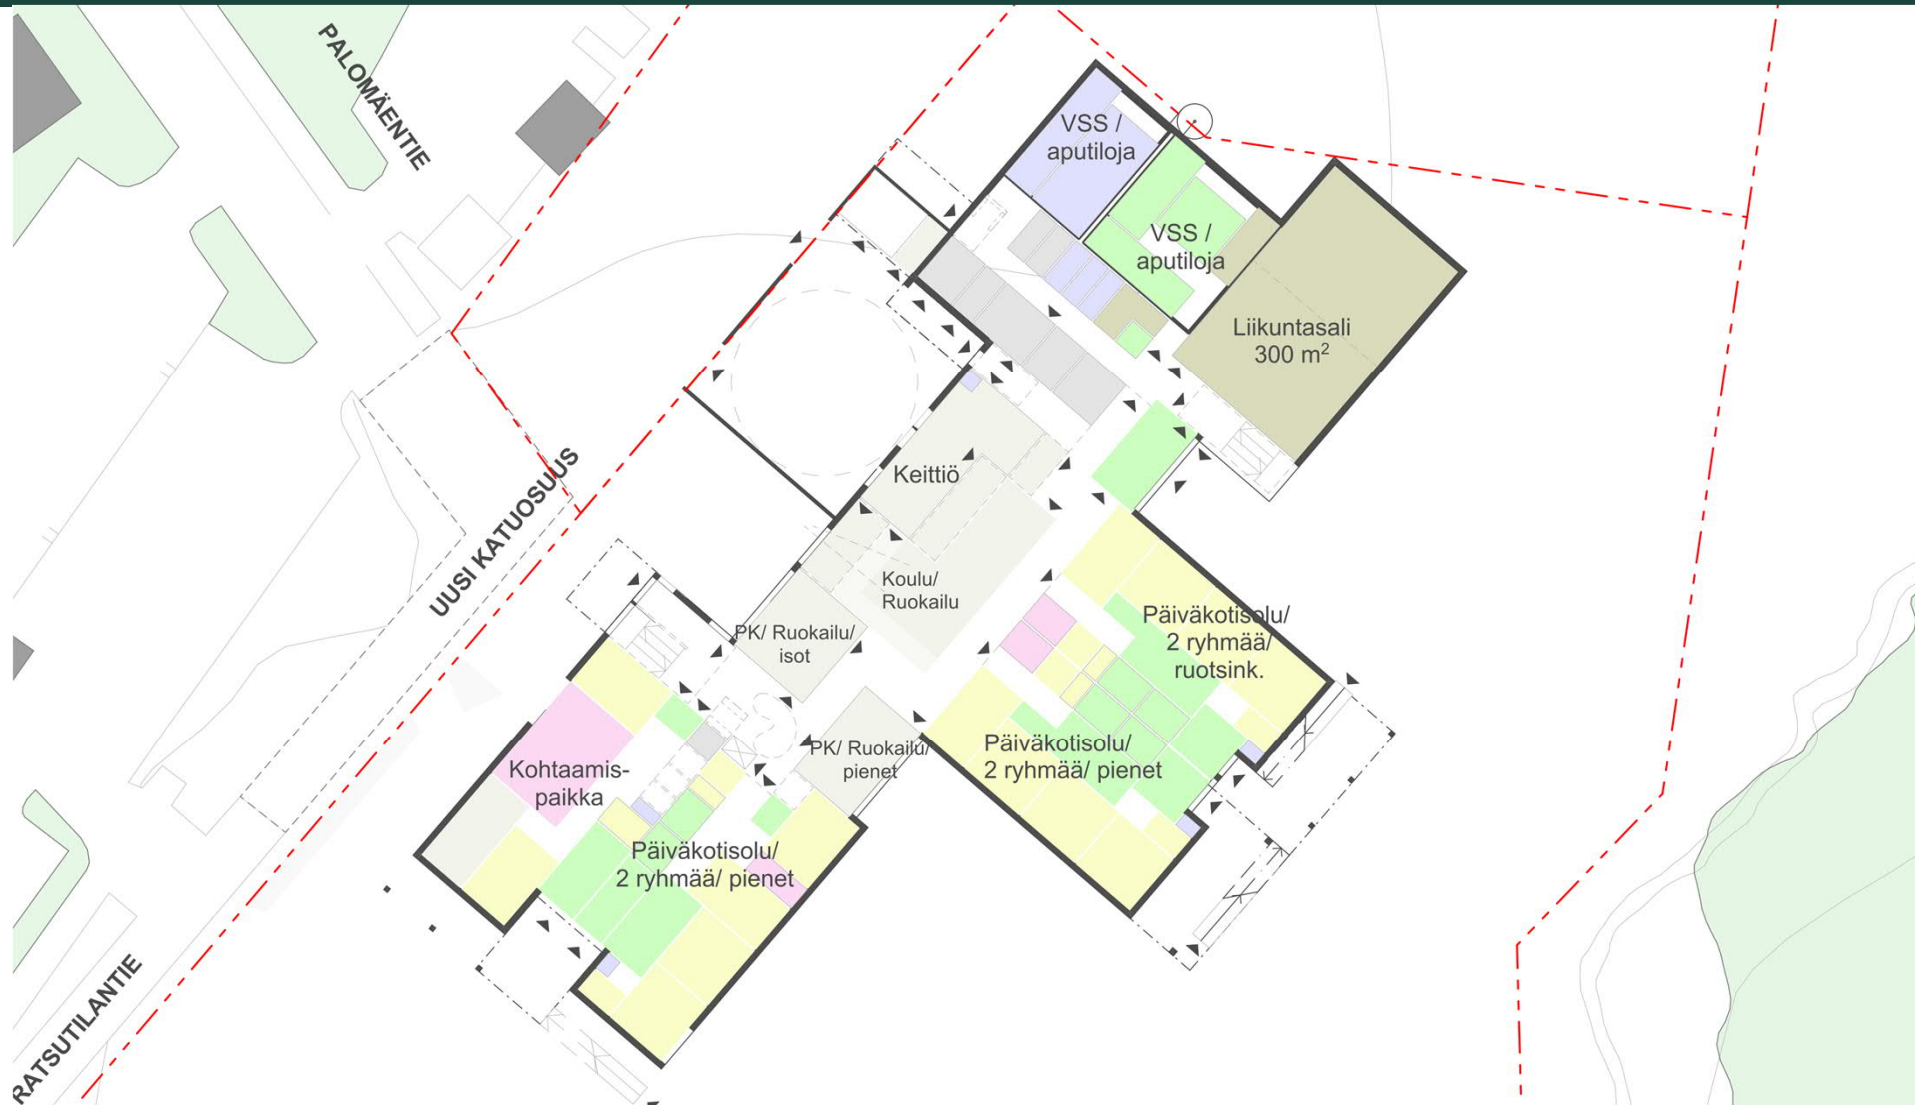 PALOMÄENTIE
VSS /
aputiloja
VSS /
aputiloja
Liikuntasali
300 m²
Keittiö
UUSI KATUOSUUS
Koulu/
Ruokailu
PK/ Ruokailu/
isot
Päiväkotisolu/
2 ryhmää/
ruotsink.
Päiväkotisolu/
2 ryhmää/ pienet
PK/ Ruokailu/
pienet
Kohtaamis-
paikka
Päiväkotisolu/
2 ryhmää/ pienet
RATSUTILANTIE